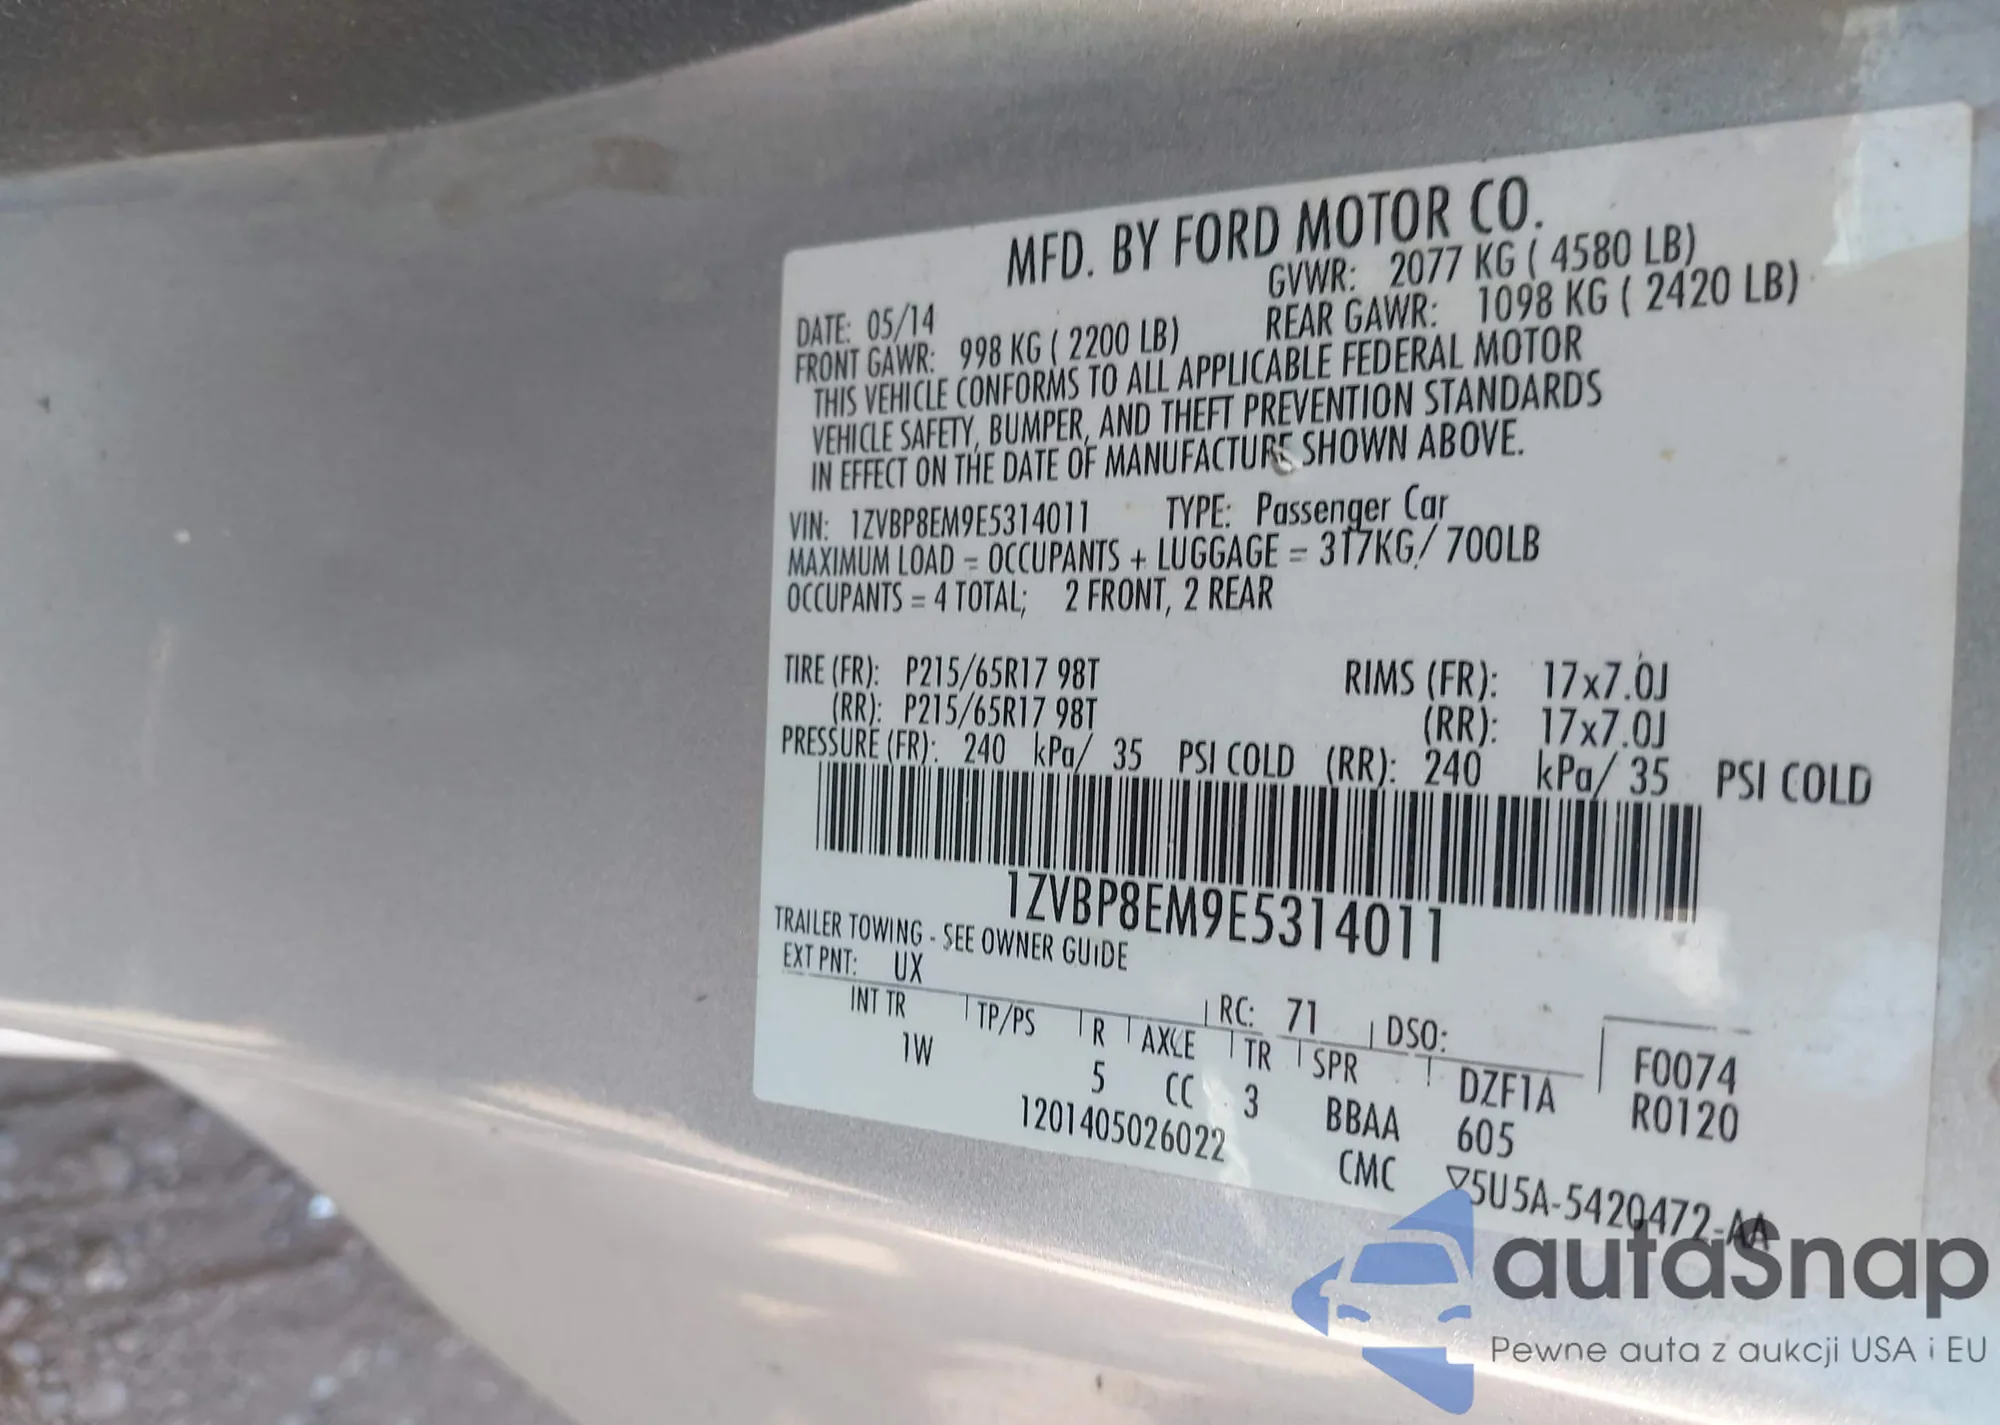 MFD. BY FORD MOTOR CO.
DATE: 05/14 GVWR: 2077 KG ( 4580 LB)
FRONT GAWR: 998 KG ( 2200 LB) REAR GAWR: 1098 KG ( 2420 LB)
THIS VEHICLE CONFORMS TO ALL APPLICABLE FEDERAL MOTOR
VEHICLE SAFETY, BUMPER, AND THEFT PREVENTION STANDARDS
IN EFFECT ON THE DATE OF MANUFACTURE SHOWN ABOVE.
VIN: 1ZVBP8EM9E5314011 TYPE: Passenger Car
MAXIMUM LOAD = OCCUPANTS + LUGGAGE = 317KG/ 700LB
OCCUPANTS = 4 TOTAL; 2 FRONT, 2 REAR
TIRE (FR): P215/65R17 98T RIMS (FR): 17x7.0J
(RR): P215/65R17 98T (RR): 17x7.0J
PRESSURE (FR): 240 kPa/ 35 PSI COLD (RR): 240 kPa/ 35 PSI COLD
1ZVBP8EM9E5314011
TRAILER TOWING - SEE OWNER GUIDE
EXT PNT: UX RC: 71 DSO: F0074
INT TR TP/PS R AXLE TR SPR DZF1A R0120
1W 5 CC 3 BBAA 605
1201405026022 CMC ▽5U5A-5420472-AA
autaSnap
Pewne auta z aukcji USA i EU